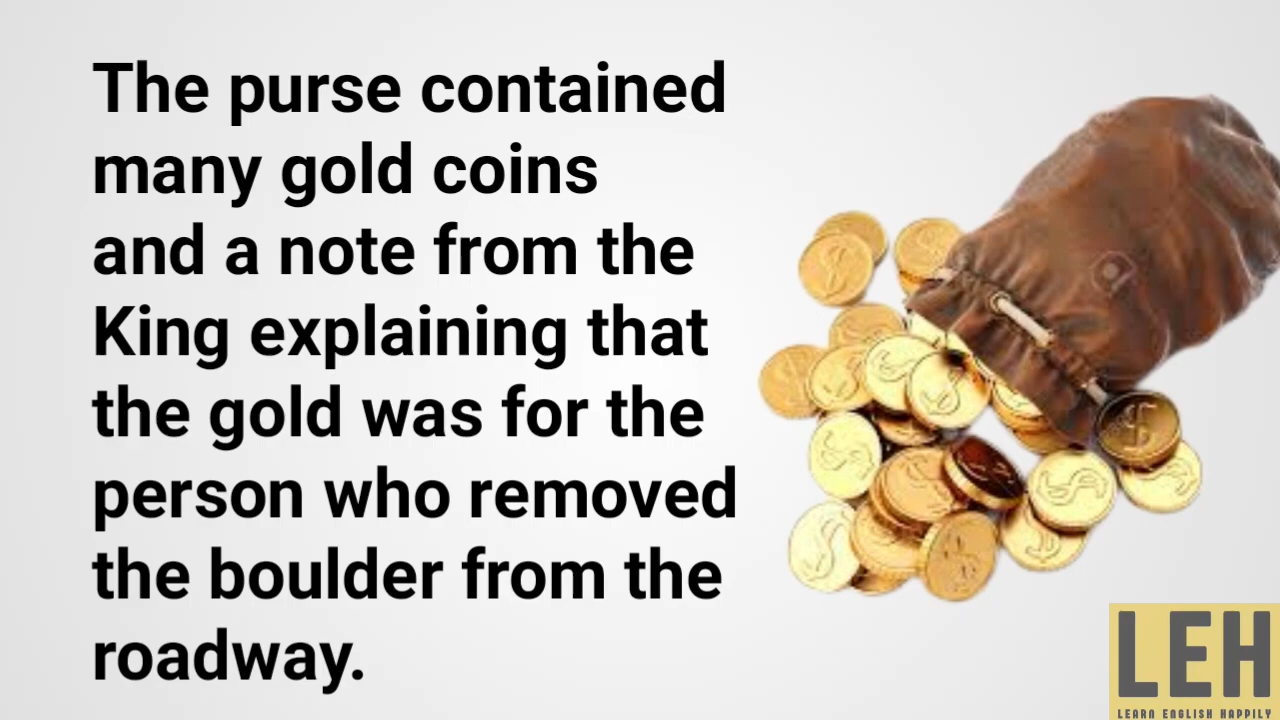 The purse contained
many gold coins
and a note from the
King explaining that
the gold was for the
person who removed
the boulder from the
roadway.
LEH
LEARN ENGLISH HAPPILY